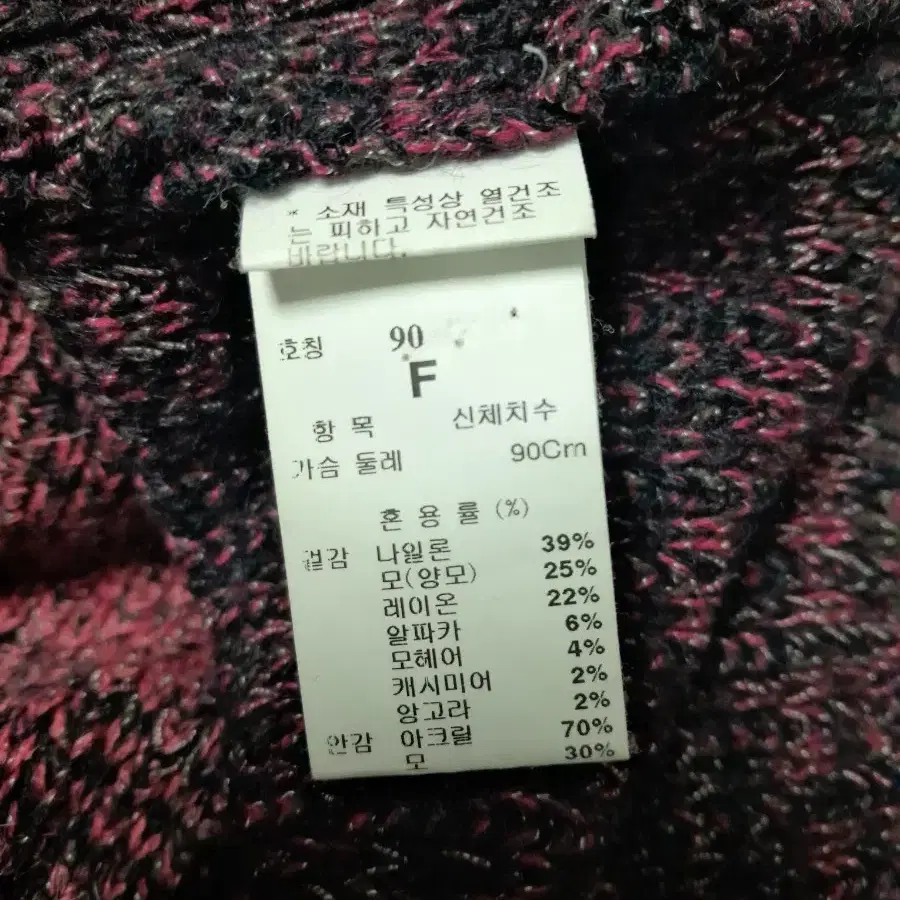 * 소재 특성상 열건조
는 피하고 자연건조
바랍니다.
호칭 90
F
항 목 신체치수
가슴 둘레 90Cm
혼 용 률 (%)
겉감 나일론 39%
모(양모) 25%
레이온 22%
알파카 6%
모헤어 4%
캐시미어 2%
앙고라 2%
안감 아크릴 70%
모 30%